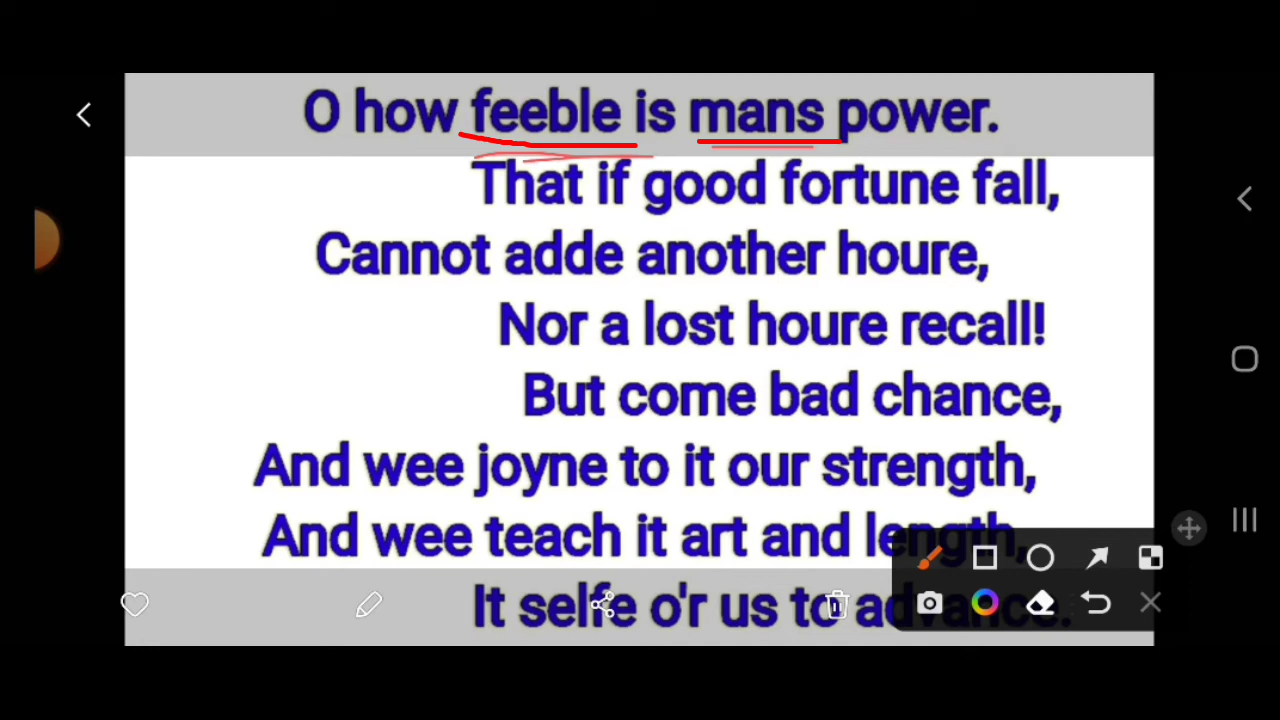 O how feeble is mans power.
That if good fortune fall,
Cannot adde another houre,
Nor a lost houre recall!
But come bad chance,
And wee joyne to it our strength,
And wee teach it art and length,
It selfe o'r us to advance.